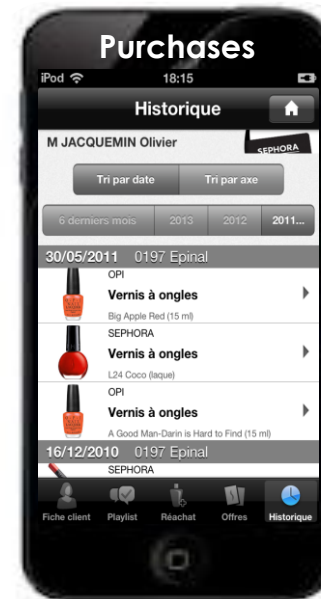 Purchases
iPod 18:15
Historique
M JACQUEMIN Olivier
SEPHORA
Tri par date Tri par axe
6 derniers mois 2013 2012 2011...
30/05/2011 0197 Epinal
OPI
Vernis à ongles
Big Apple Red (15 ml)
SEPHORA
Vernis à ongles
L24 Coco (laque)
OPI
Vernis à ongles
A Good Man-Darin is Hard to Find (15 ml)
16/12/2010 0197 Epinal
SEPHORA
Fiche client Playlist Réachat Offres Historique